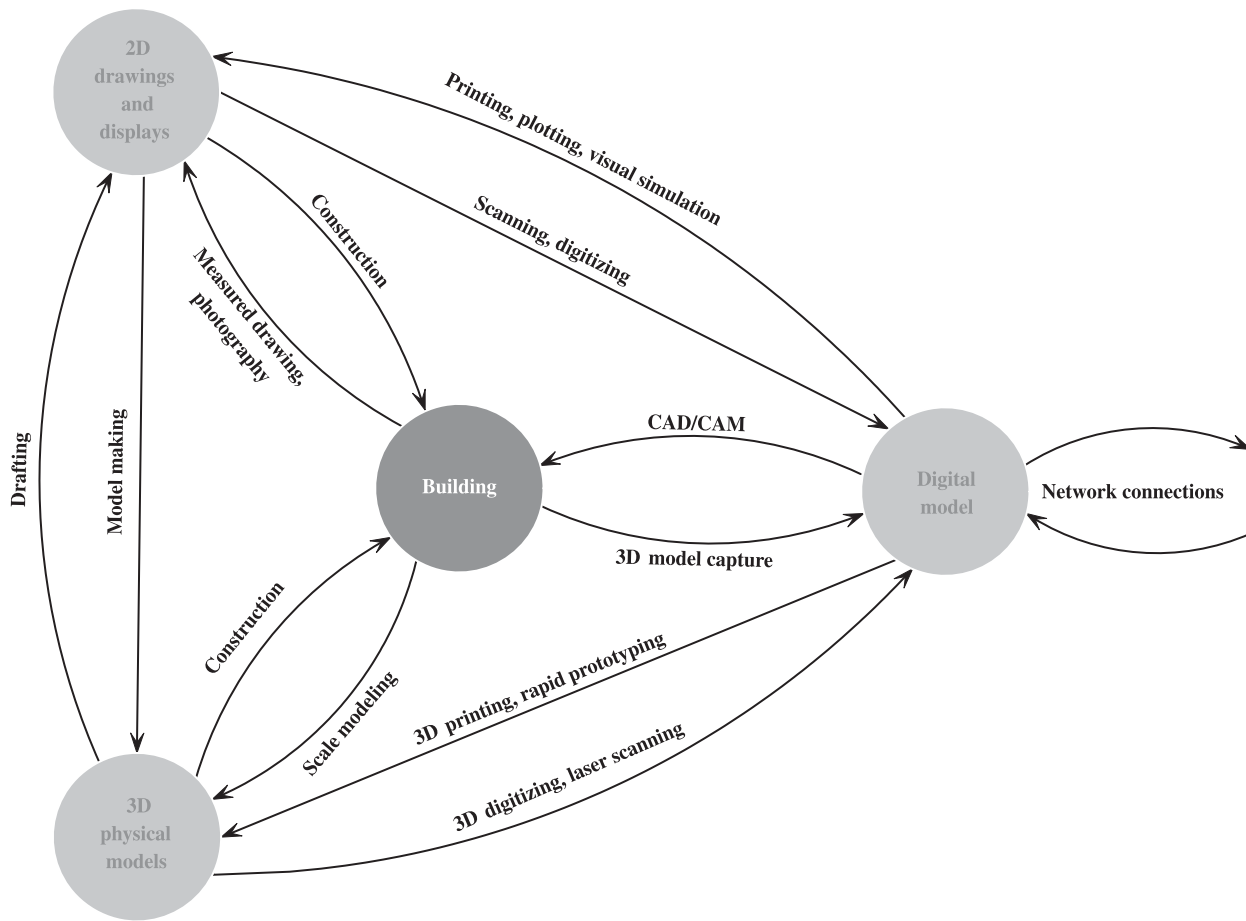 2D
drawings
and
displays
Printing, plotting, visual simulation
Scanning, digitizing
Construction
Measured drawing,
photography
Drafting
Model making
CAD/CAM
Building
Digital
model
Network connections
3D model capture
Construction
Scale modeling
3D printing, rapid prototyping
3D digitizing, laser scanning
3D
physical
models